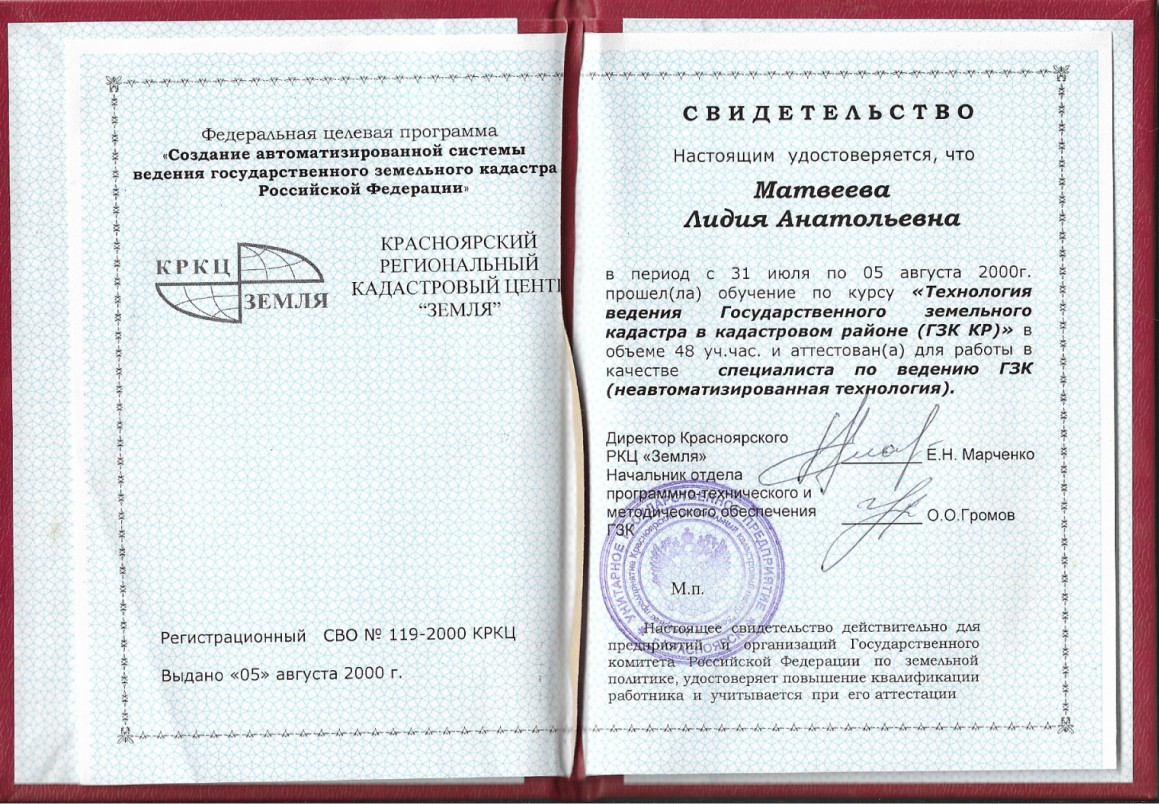 Федеральная целевая программа
«Создание автоматизированной системы
ведения государственного земельного кадастра
Российской Федерации»
КРКЦ
ЗЕМЛЯ
КРАСНОЯРСКИЙ
РЕГИОНАЛЬНЫЙ
КАДАСТРОВЫЙ ЦЕНТ
“ЗЕМЛЯ”
Регистрационный СВО № 119-2000 КРКЦ
Выдано «05» августа 2000 г.
СВИДЕТЕЛЬСТВО
Настоящим удостоверяется, что
Матвеева
Лидия Анатольевна
в период с 31 июля по 05 августа 2000г.
прошел(ла) обучение по курсу «Технология
ведения Государственного земельного
кадастра в кадастровом районе (ГЗК КР)» в
объеме 48 уч.час. и аттестован(а) для работы в
качестве специалиста по ведению ГЗК
(неавтоматизированная технология).
Директор Красноярского
РКЦ «Земля» Е.Н. Марченко
Начальник отдела
программно-технического и
методического обеспечения О.О.Громов
ГЗК
УНИТАРНОЕ ГОСУДАРСТВЕННОЕ ПРЕДПРИЯТИЕ
КРАСНОЯРСК
М.п.
Настоящее свидетельство действительно для
предприятий и организаций Государственного
комитета Российской Федерации по земельной
политике, удостоверяет повышение квалификации
работника и учитывается при его аттестации